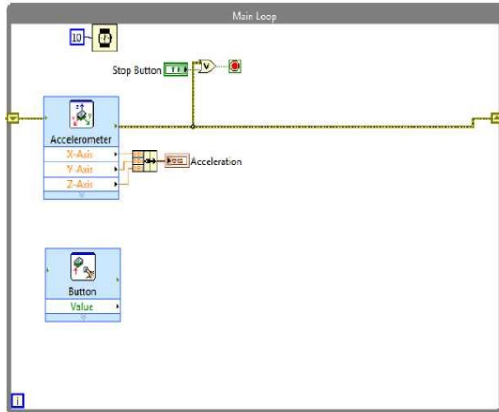 Main Loop
10
Stop Button
Accelerometer
X-Axis
Y-Axis
Z-Axis
Acceleration
Button
Value
i